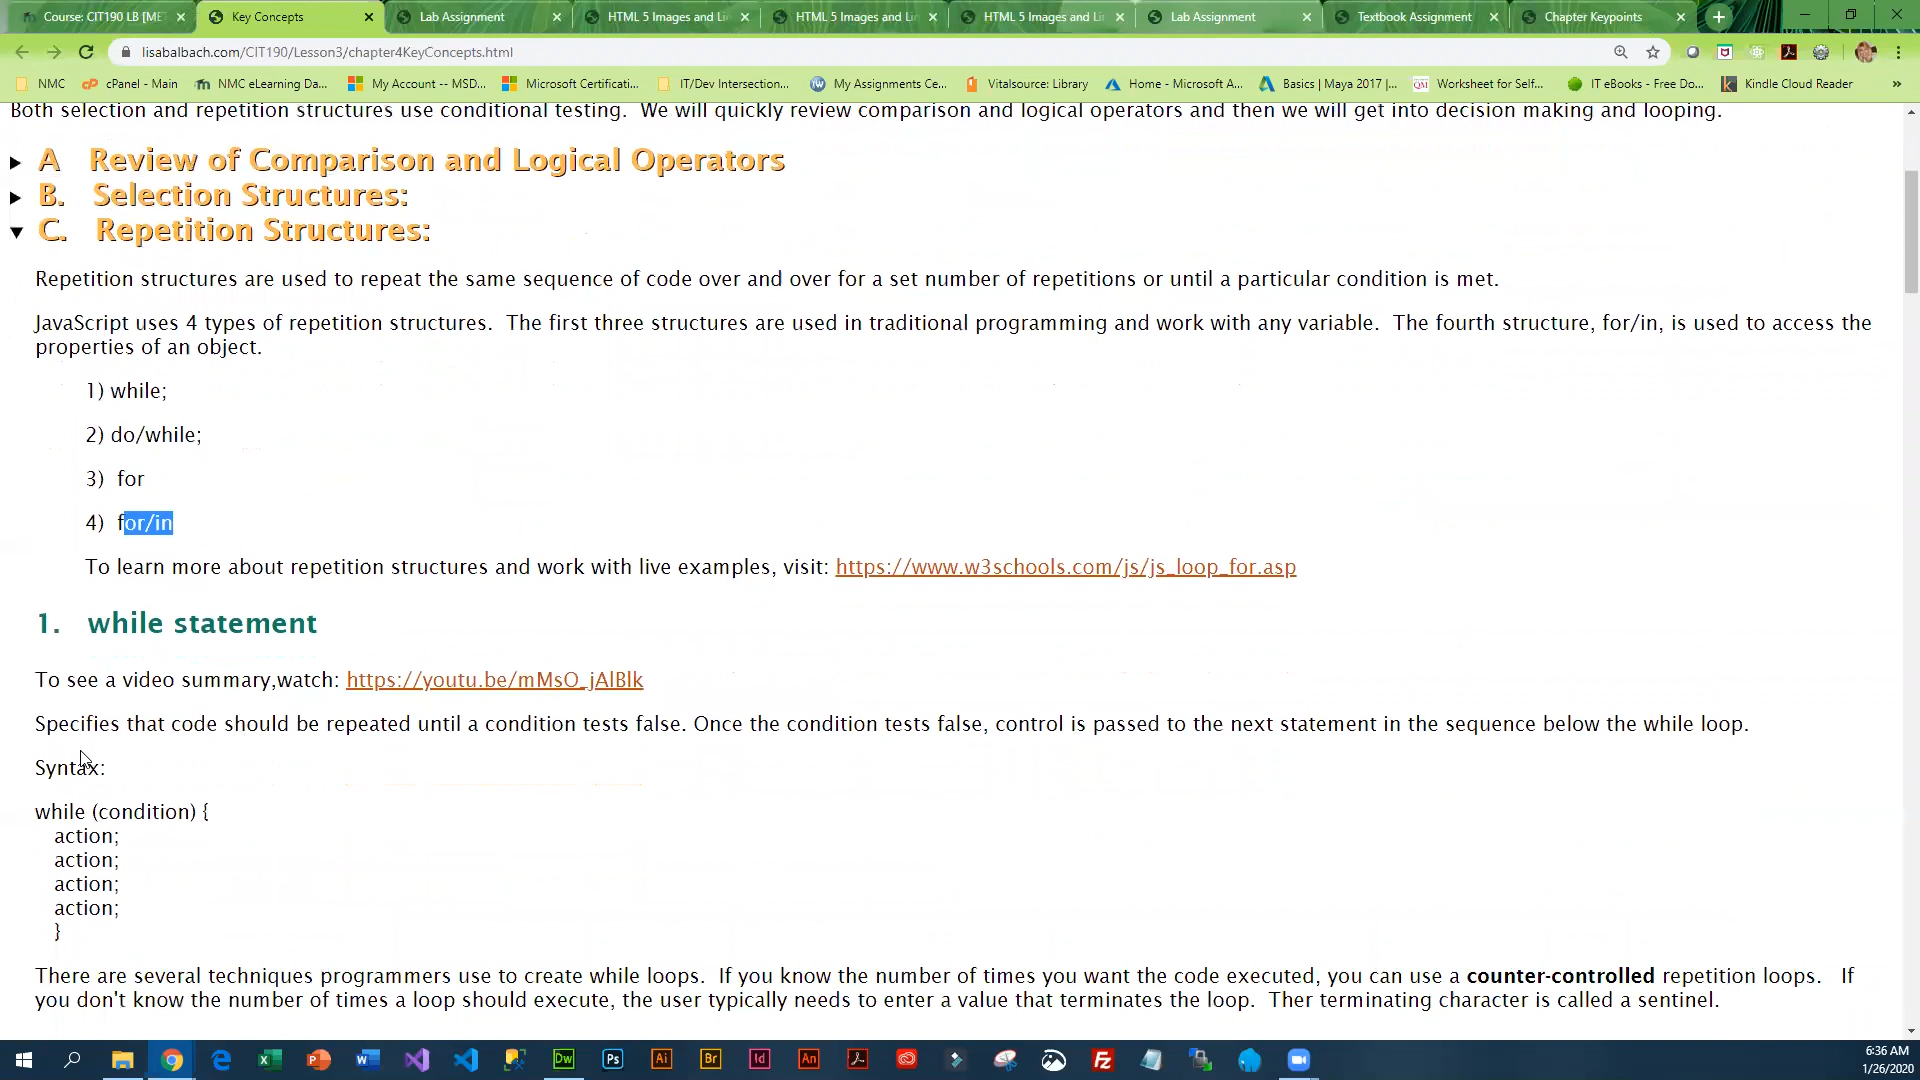 Course: CIT190 LB [ME
Key Concepts
Lab Assignment
HTML 5 Images and Li
HTML 5 Images and Li
HTML 5 Images and Li
Lab Assignment
Textbook Assignment
Chapter Keypoints
lisabalbach.com/CIT190/Lesson3/chapter4KeyConcepts.html
NMC
cPanel - Main
NMC eLearning Da...
My Account -- MSD...
Microsoft Certificati...
IT/Dev Intersection...
My Assignments Ce...
Vitalsource: Library
Home - Microsoft A...
Basics | Maya 2017 |...
Worksheet for Self...
IT eBooks - Free Do...
Kindle Cloud Reader
Both selection and repetition structures use conditional testing. We will quickly review comparison and logical operators and then we will get into decision making and looping.
A Review of Comparison and Logical Operators
B. Selection Structures:
C. Repetition Structures:
Repetition structures are used to repeat the same sequence of code over and over for a set number of repetitions or until a particular condition is met.
JavaScript uses 4 types of repetition structures. The first three structures are used in traditional programming and work with any variable. The fourth structure, for/in, is used to access the
properties of an object.
1) while;
2) do/while;
3) for
4) for/in
To learn more about repetition structures and work with live examples, visit: https://www.w3schools.com/js/js_loop_for.asp
1. while statement
To see a video summary,watch: https://youtu.be/mMsO_jAlBlk
Specifies that code should be repeated until a condition tests false. Once the condition tests false, control is passed to the next statement in the sequence below the while loop.
Syntax:
while (condition) {
action;
action;
action;
action;
}
There are several techniques programmers use to create while loops. If you know the number of times you want the code executed, you can use a counter-controlled repetition loops. If
you don't know the number of times a loop should execute, the user typically needs to enter a value that terminates the loop. Ther terminating character is called a sentinel.
6:36 AM
1/26/2020